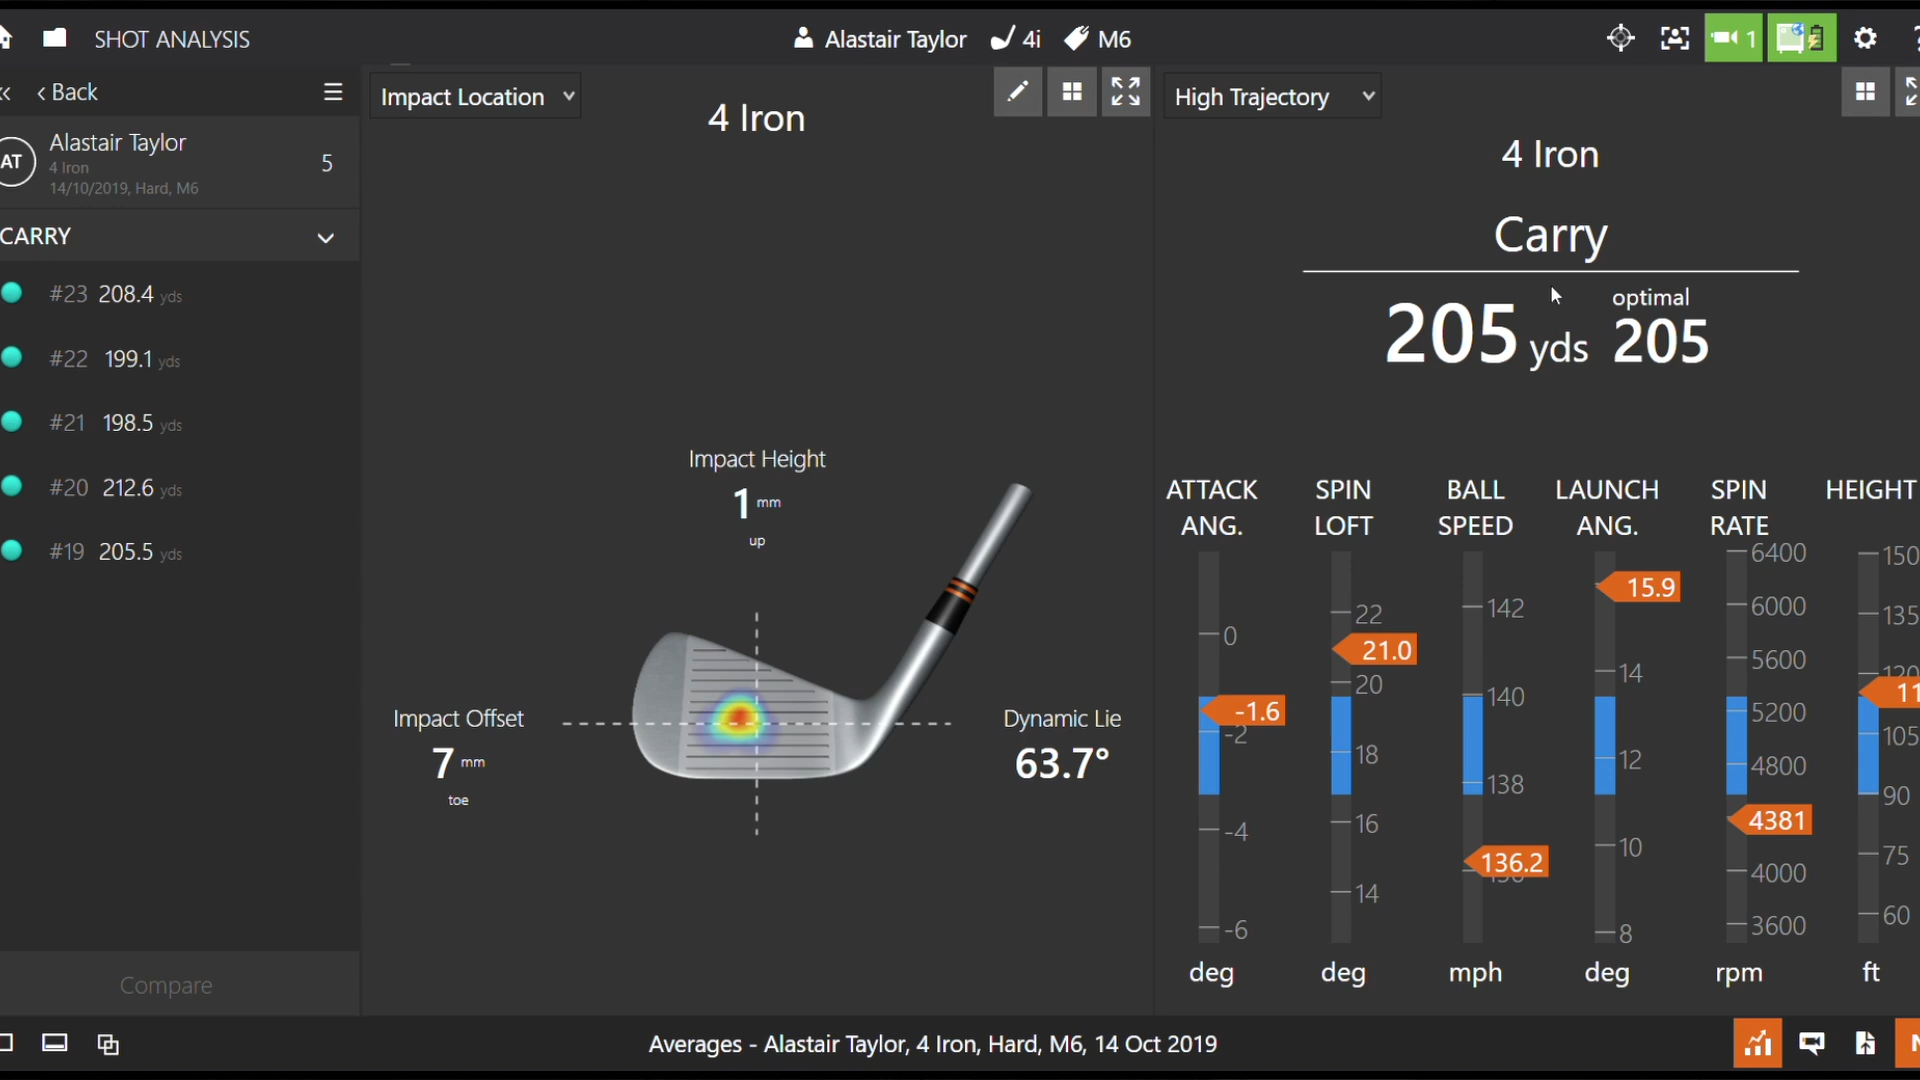 SHOT ANALYSIS
Alastair Taylor 4i M6
1
Back
AT
Alastair Taylor
4 Iron
14/10/2019, Hard, M6
5
CARRY
#23 208.4 yds
#22 199.1 yds
#21 198.5 yds
#20 212.6 yds
#19 205.5 yds
Compare
Impact Location
4 Iron
Impact Height
1 mm
up
Impact Offset
7 mm
toe
Dynamic Lie
63.7°
High Trajectory
4 Iron
Carry
205 yds
optimal
205
ATTACK
ANG.
0
-1.6
-2
-4
-6
deg
SPIN
LOFT
22
21.0
20
18
16
14
deg
BALL
SPEED
142
140
138
136.2
mph
LAUNCH
ANG.
15.9
14
12
10
8
deg
SPIN
RATE
6400
6000
5600
5200
4800
4381
4000
3600
rpm
HEIGHT
150
135
120
11
105
90
75
60
ft
Averages - Alastair Taylor, 4 Iron, Hard, M6, 14 Oct 2019